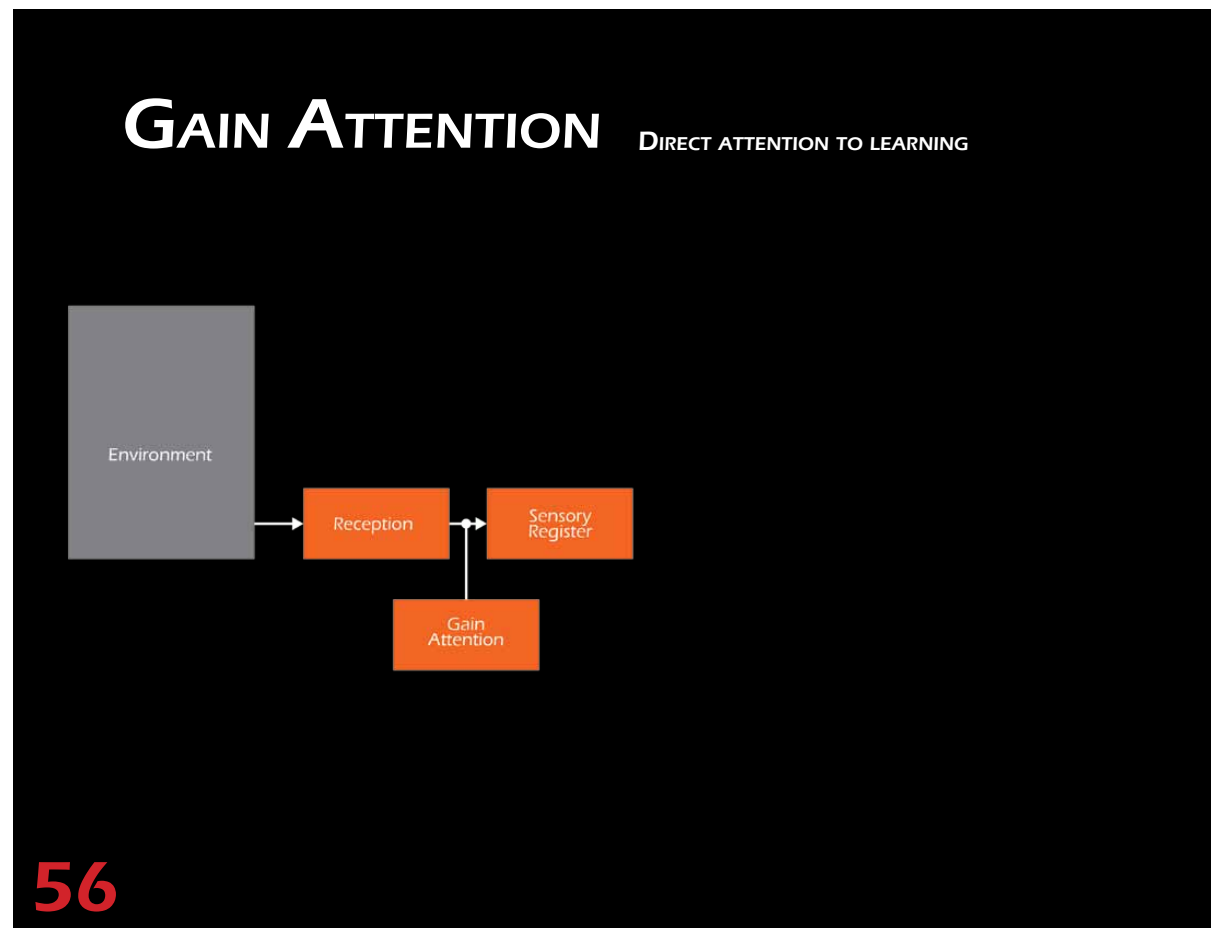 GAIN ATTENTION DIRECT ATTENTION TO LEARNING
Environment
Reception
Sensory
Register
Gain
Attention
56